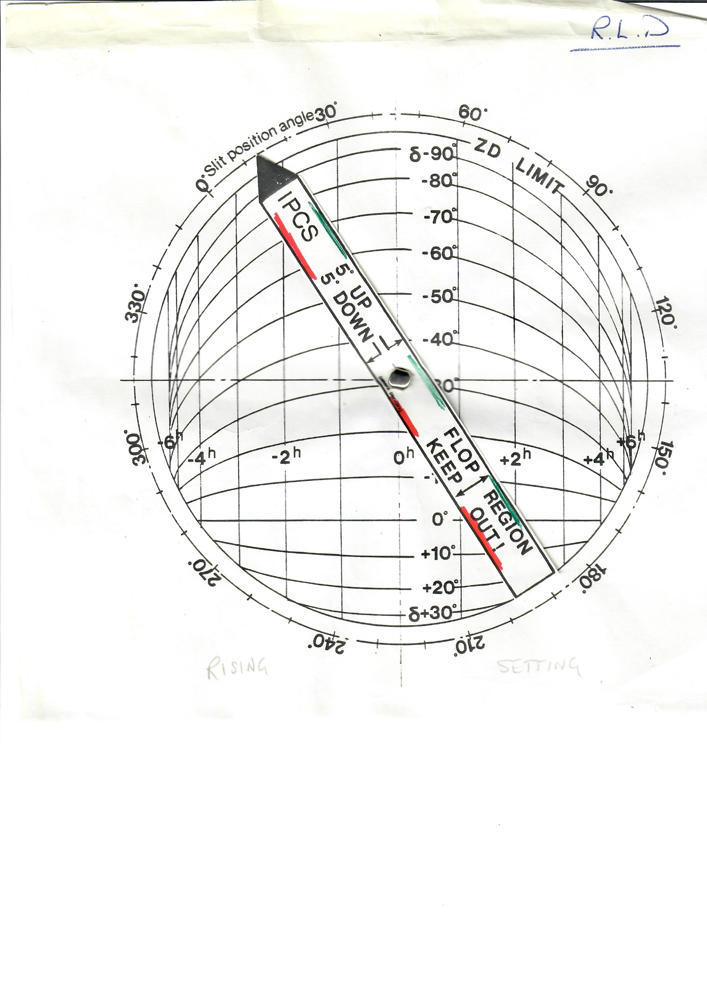 R.L.D
Slit position angle
0°
30°
60°
90°
120°
150°
180°
210°
240°
270°
300°
330°
ZD LIMIT
δ-90°
-80°
-70°
-60°
-50°
-40°
30°
0°
+10°
+20°
δ+30°
-6h
-4h
-2h
0h
+2h
+4h
+6h
IPCS
5° UP
5° DOWN
FLOP REGION
KEEP OUT!
RISING
SETTING